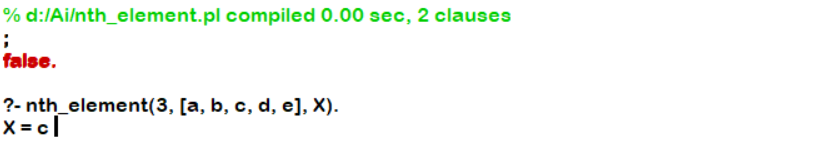 % d:/Ai/nth_element.pl compiled 0.00 sec, 2 clauses
;
false.
?- nth_element(3, [a, b, c, d, e], X).
X = c